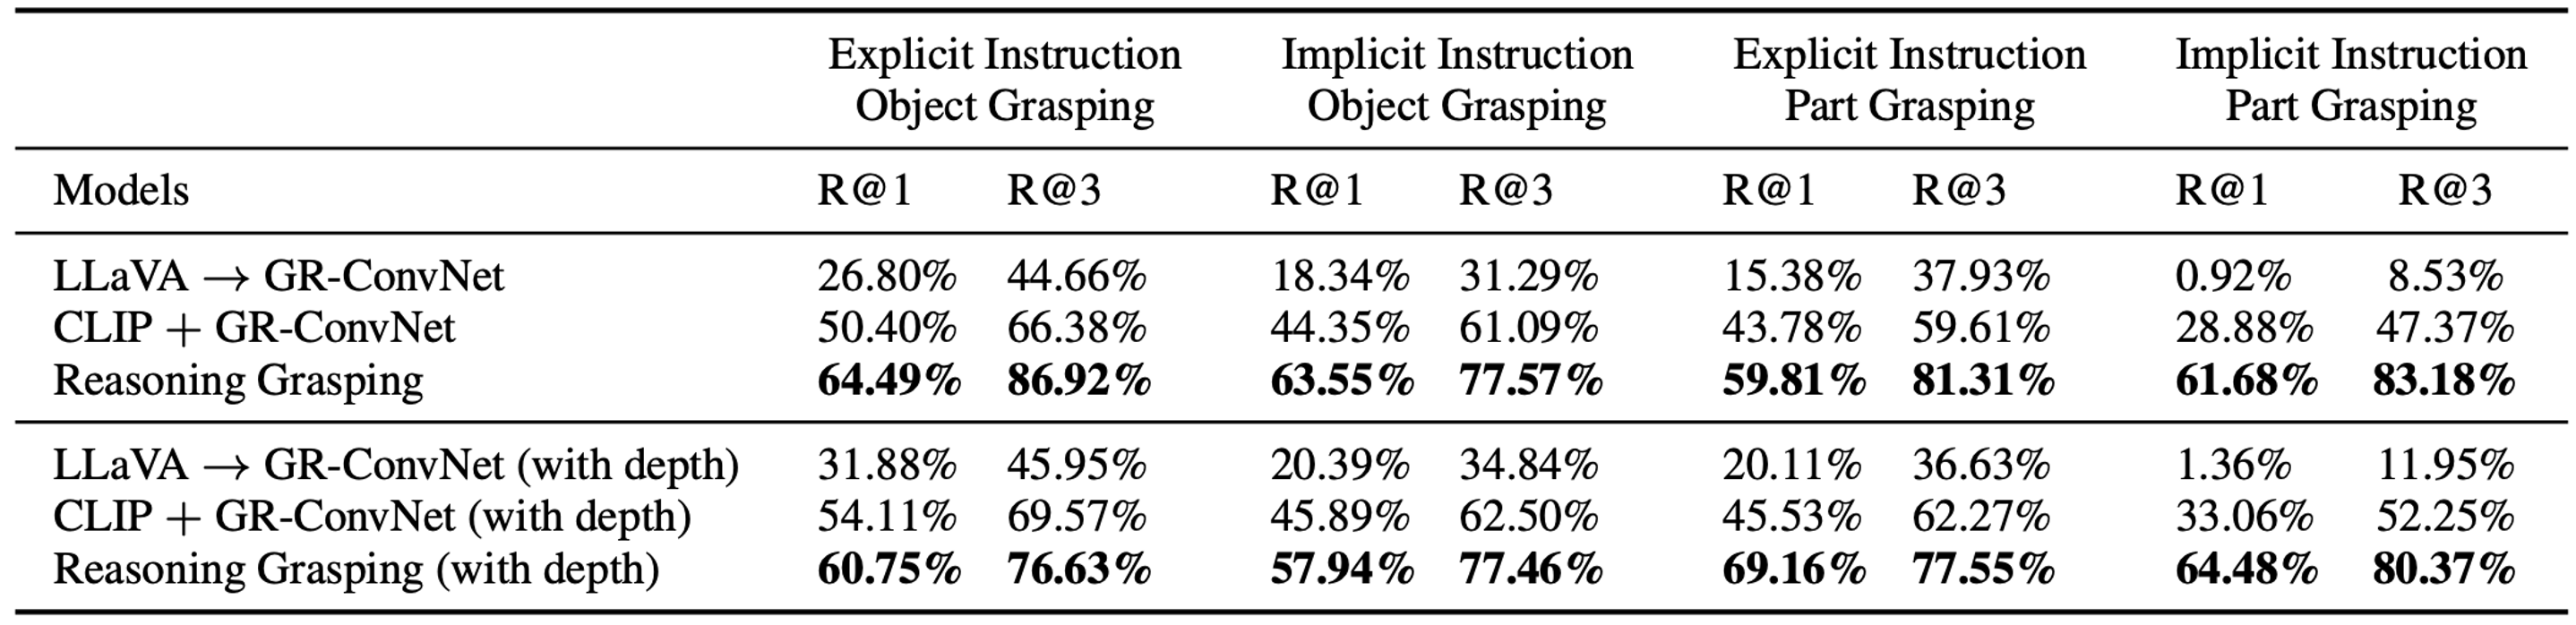 Explicit Instruction Implicit Instruction Explicit Instruction Implicit Instruction
Object Grasping Object Grasping Part Grasping Part Grasping
Models R@1 R@3 R@1 R@3 R@1 R@3 R@1 R@3
LLaVA → GR-ConvNet 26.80% 44.66% 18.34% 31.29% 15.38% 37.93% 0.92% 8.53%
CLIP + GR-ConvNet 50.40% 66.38% 44.35% 61.09% 43.78% 59.61% 28.88% 47.37%
Reasoning Grasping 64.49% 86.92% 63.55% 77.57% 59.81% 81.31% 61.68% 83.18%
LLaVA → GR-ConvNet (with depth) 31.88% 45.95% 20.39% 34.84% 20.11% 36.63% 1.36% 11.95%
CLIP + GR-ConvNet (with depth) 54.11% 69.57% 45.89% 62.50% 45.53% 62.27% 33.06% 52.25%
Reasoning Grasping (with depth) 60.75% 76.63% 57.94% 77.46% 69.16% 77.55% 64.48% 80.37%